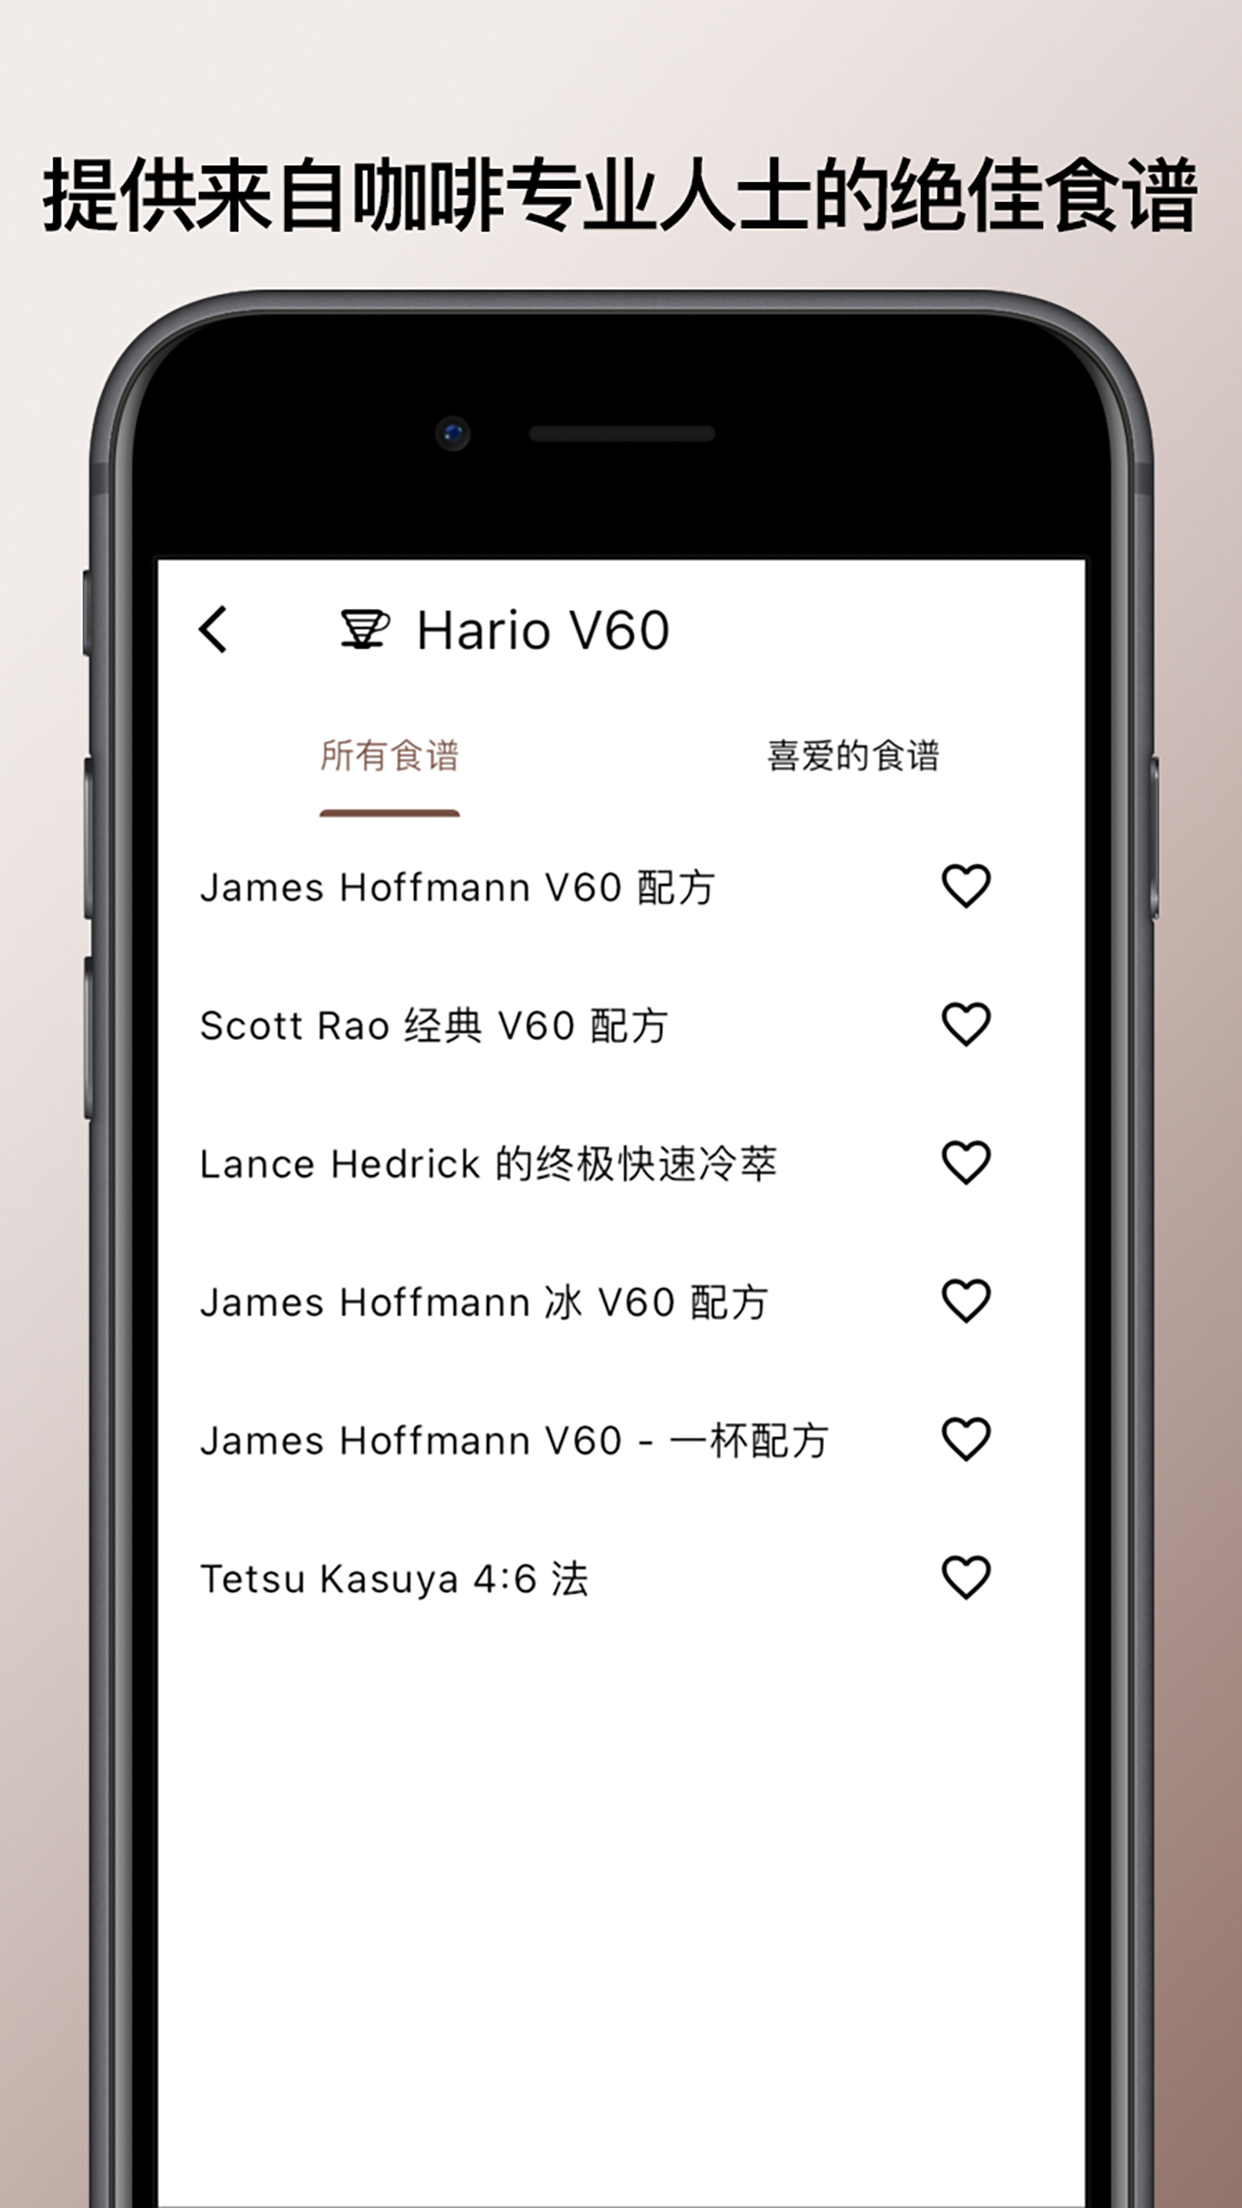 提供来自咖啡专业人士的绝佳食谱
Hario V60
所有食谱
喜爱的食谱
James Hoffmann V60 配方
Scott Rao 经典 V60 配方
Lance Hedrick 的终极快速冷萃
James Hoffmann 冰 V60 配方
James Hoffmann V60 - 一杯配方
Tetsu Kasuya 4:6 法